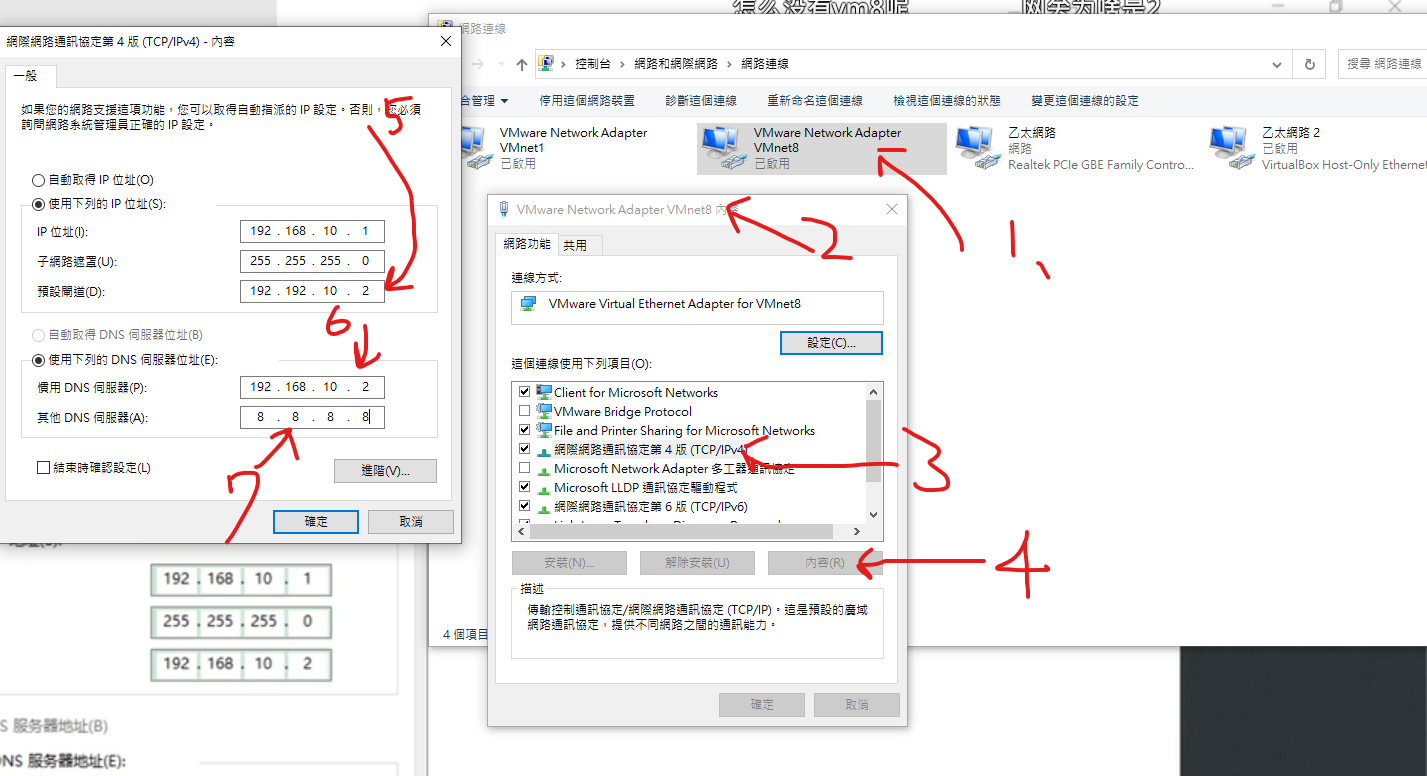 怎么没有vm8呢
网关为啥是2
網路連線
控制台 > 網路和網際網路 > 網路連線
搜尋 網路連線
合管理 停用這個網路裝置 診斷這個連線 重新命名這個連線 檢視這個連線的狀態 變更這個連線的設定
VMware Network Adapter
VMnet1
已啟用
VMware Network Adapter
VMnet8
已啟用
乙太網路
網路
Realtek PCIe GBE Family Contro...
乙太網路 2
已啟用
VirtualBox Host-Only Ethernet
4 個項目
1、
網際網路通訊協定第 4 版 (TCP/IPv4) - 內容
一般
如果您的網路支援這項功能，您可以取得自動指派的 IP 設定。否則，您必須
詢問網路系統管理員正確的 IP 設定。
5
自動取得 IP 位址(O)
使用下列的 IP 位址(S):
IP 位址(I): 192 . 168 . 10 . 1
子網路遮罩(U): 255 . 255 . 255 . 0
預設閘道(D): 192 . 192 . 10 . 2
6
自動取得 DNS 伺服器位址(B)
使用下列的 DNS 伺服器位址(E):
慣用 DNS 伺服器(P): 192 . 168 . 10 . 2
其他 DNS 伺服器(A): 8 . 8 . 8 . 8
7
結束時確認設定(L)
進階(V)...
確定 取消
VMware Network Adapter VMnet8 內容
2
網路功能 共用
連線方式:
VMware Virtual Ethernet Adapter for VMnet8
設定(C)...
這個連線使用下列項目(O):
Client for Microsoft Networks
VMware Bridge Protocol
File and Printer Sharing for Microsoft Networks
網際網路通訊協定第 4 版 (TCP/IPv4)
Microsoft Network Adapter 多工器通訊協定
Microsoft LLDP 通訊協定驅動程式
網際網路通訊協定第 6 版 (TCP/IPv6)
3
安裝(N)... 解除安裝(U) 內容(R)
4
描述
傳輸控制通訊協定/網際網路通訊協定 (TCP/IP)。這是預設的廣域
網路通訊協定，提供不同網路之間的通訊能力。
確定 取消
192 . 168 . 10 . 1
255 . 255 . 255 . 0
192 . 168 . 10 . 2
S 服务器地址(B)
DNS 服务器地址(E):